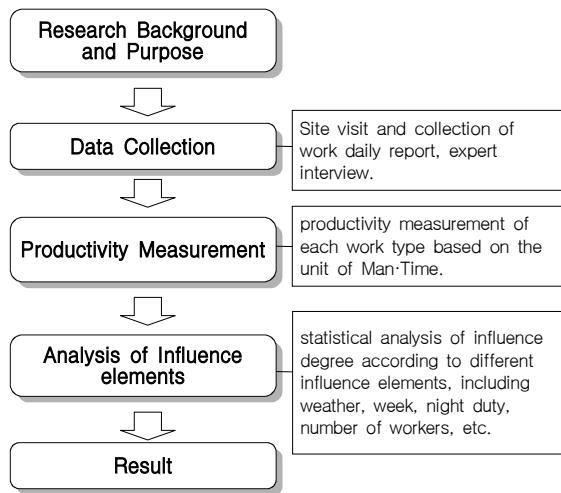 Research Background
and Purpose
Data Collection
Site visit and collection of
work daily report, expert
interview.
Productivity Measurement
productivity measurement of
each work type based on the
unit of Man·Time.
Analysis of Influence
elements
statistical analysis of influence
degree according to different
influence elements, including
weather, week, night duty,
number of workers, etc.
Result